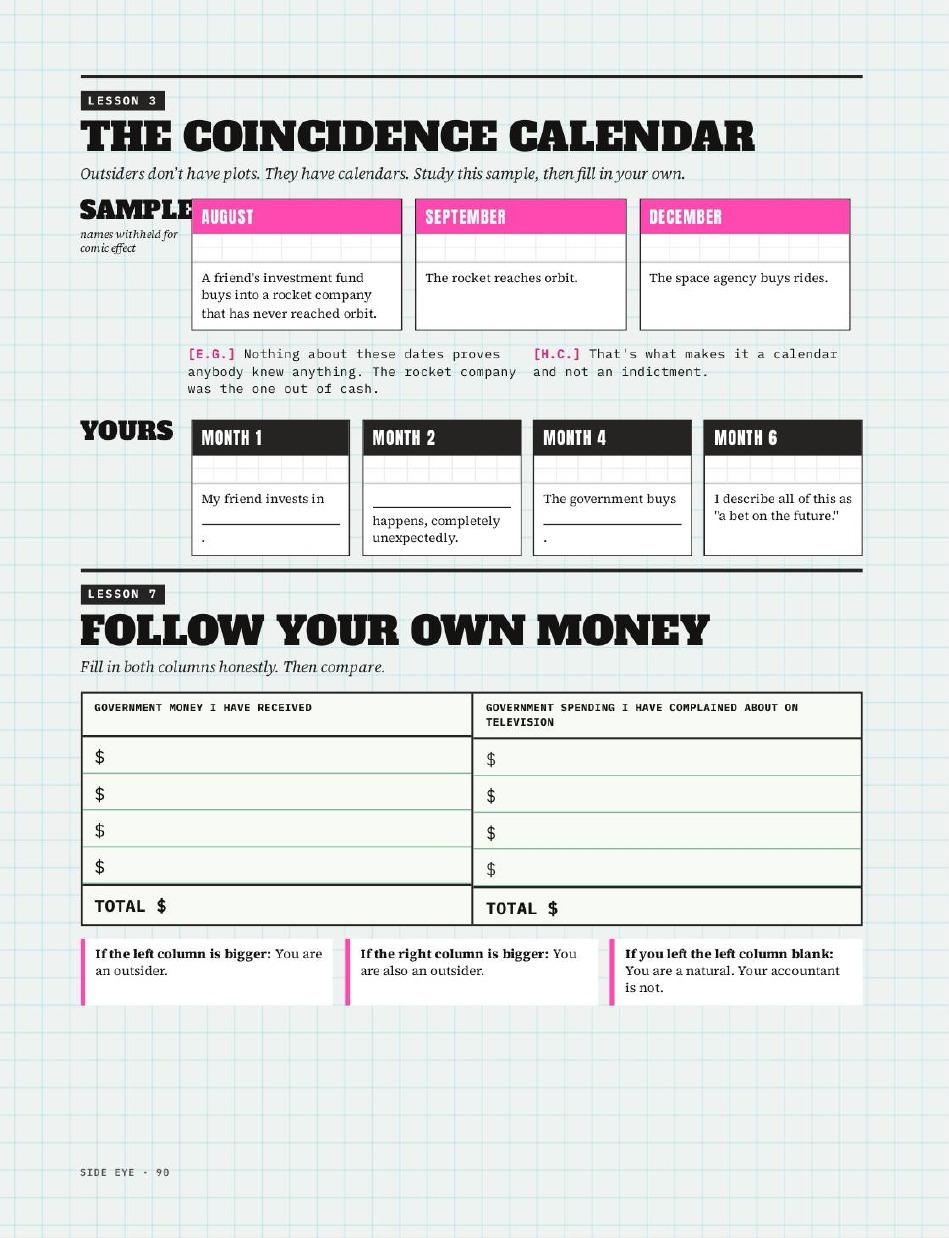 LESSON 3
THE COINCIDENCE CALENDAR
Outsiders don't have plots. They have calendars. Study this sample, then fill in your own.
SAMPLE
names withheld for
comic effect
AUGUST
A friend's investment fund
buys into a rocket company
that has never reached orbit.
SEPTEMBER
The rocket reaches orbit.
DECEMBER
The space agency buys rides.
[E.G.] Nothing about these dates proves
anybody knew anything. The rocket company
was the one out of cash.
[H.C.] That's what makes it a calendar
and not an indictment.
YOURS
MONTH 1
My friend invests in
.
MONTH 2
happens, completely
unexpectedly.
MONTH 4
The government buys
.
MONTH 6
I describe all of this as
"a bet on the future."
LESSON 7
FOLLOW YOUR OWN MONEY
Fill in both columns honestly. Then compare.
GOVERNMENT MONEY I HAVE RECEIVED
$
$
$
$
TOTAL $
GOVERNMENT SPENDING I HAVE COMPLAINED ABOUT ON
TELEVISION
$
$
$
$
TOTAL $
If the left column is bigger: You are
an outsider.
If the right column is bigger: You
are also an outsider.
If you left the left column blank:
You are a natural. Your accountant
is not.
SIDE EYE · 90